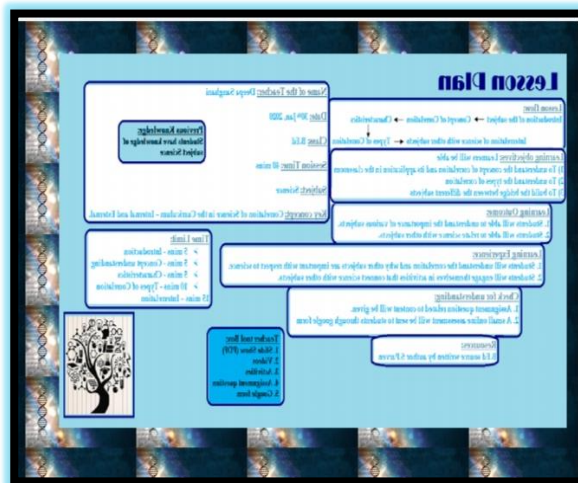 Lesson Plan
Name of the Teacher: Deepa Sanghani
Date: 30th Jan, 2021
Class: B.Ed
Session Time: 40 mins
Subject: Science
Key concept: Correlation of Science in the Curriculum - Internal and External
Previous Knowledge:
Students have knowledge of
subject Science
Lesson flow:
Introduction of the subject → Concept of Correlation → Characteristics
Interrelation of science with other subjects ← Types of Correlation
Learning objectives: Learners will be able
1) To understand the concept of correlation and its application in the classroom
2) To understand the types of correlation
3) To build the bridge between the different subjects
Learning Outcome:
1. Students will able to understand the importance of various subjects.
2. Students will able to relate science with other subjects.
Time Limit:
➢ 5 mins - Introduction
➢ 5 mins - Concept understanding
➢ 5 mins - Characteristics
➢ 10 mins - Types of Correlation
15 mins - Interrelation
Learning Experience:
1. Students will understand the correlation and why other subjects are important with respect to science.
2. Students will engage themselves in activities that connect science with other subjects.
Check for understanding:
1. Assignment question related to content will be given.
2. A small online assessment will be sent to students through google form
Resources:
B.Ed source written by author
Teacher tool Box:
1. Slide Show (PDF)
2. Videos
3. Activities
4. Assignment question
5. Google form